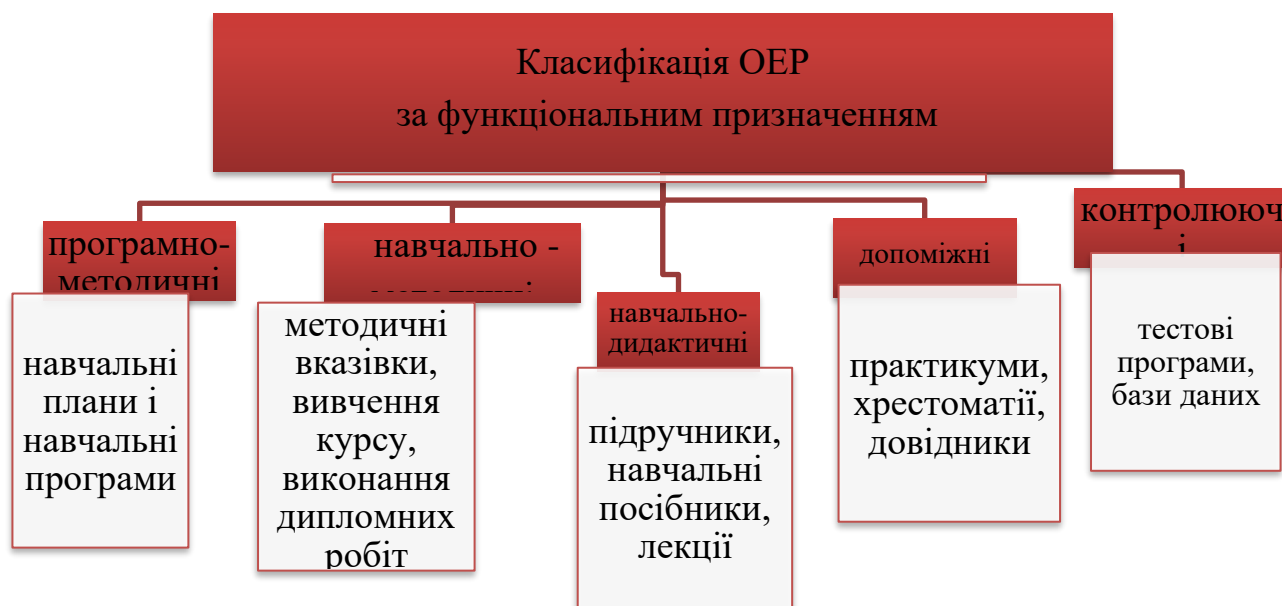 Класифікація ОЕР
за функціональним призначенням
програмно-
методичні
навчальні
плани і
навчальні
програми
навчально -
методичні
вказівки,
вивчення
курсу,
виконання
дипломних
робіт
навчально-
дидактичні
підручники,
навчальні
посібники,
лекції
допоміжні
практикуми,
хрестоматії,
довідники
контролюючі
і
тестові
програми,
бази даних